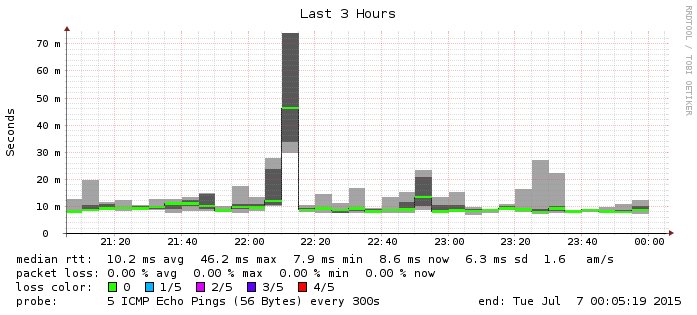 Last 3 Hours
RRDTOOL / TOBI OETIKER
Seconds
70 m
60 m
50 m
40 m
30 m
20 m
10 m
0
21:20 21:40 22:00 22:20 22:40 23:00 23:20 23:40 00:00
median rtt: 10.2 ms avg 46.2 ms max 7.9 ms min 8.6 ms now 6.3 ms sd 1.6 am/s
packet loss: 0.00 % avg 0.00 % max 0.00 % min 0.00 % now
loss color: 0 1/5 2/5 3/5 4/5
probe: 5 ICMP Echo Pings (56 Bytes) every 300s end: Tue Jul 7 00:05:19 2015